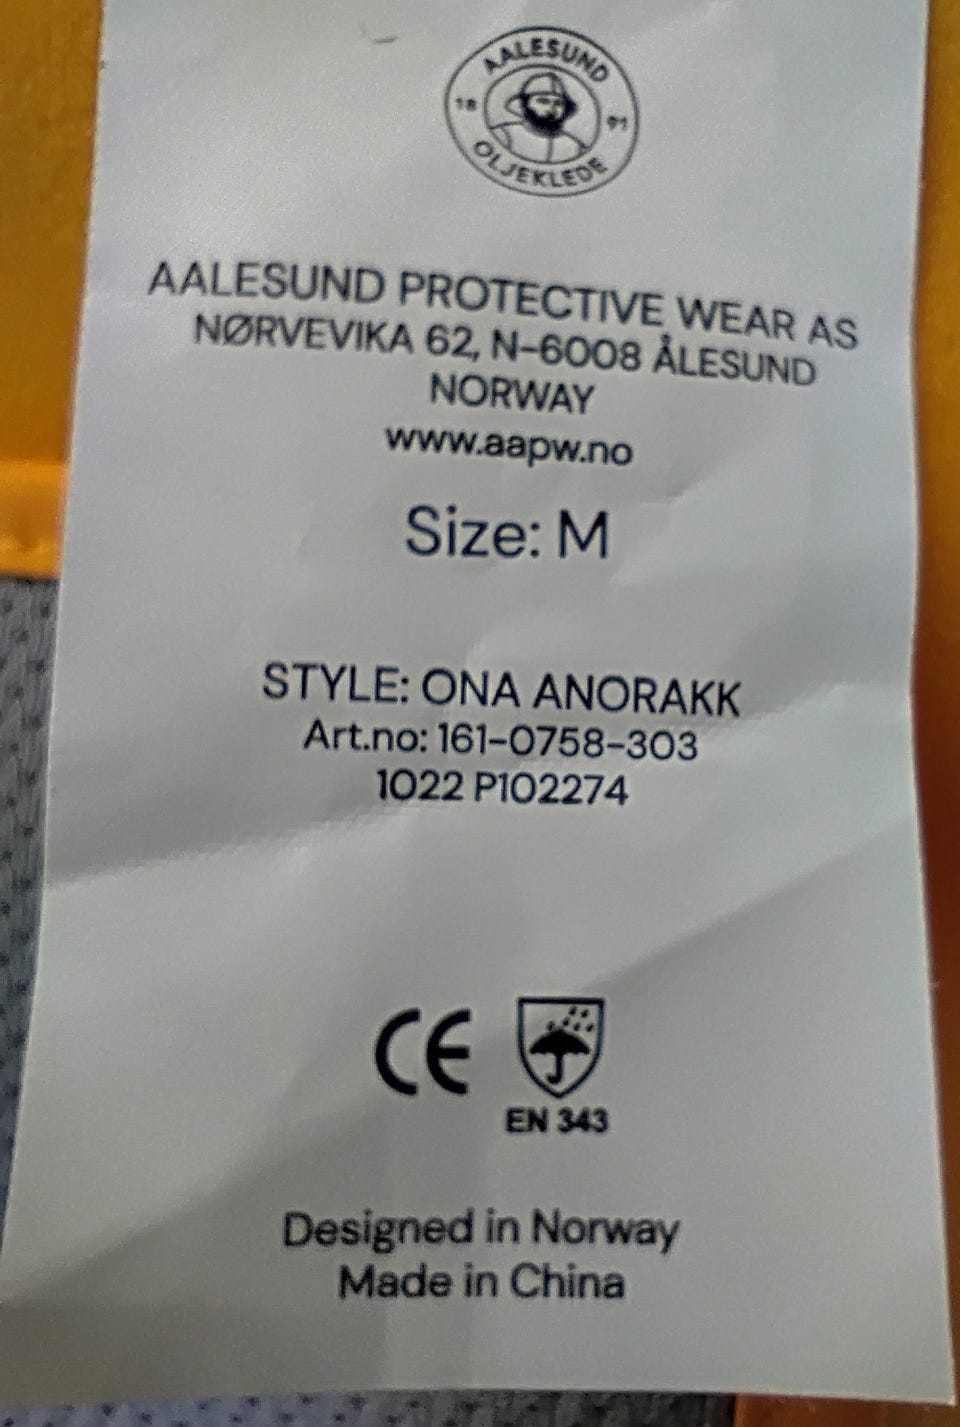 AALESUND
18 91
OLJEKLEDE
AALESUND PROTECTIVE WEAR AS
NØRVEVIKA 62, N-6008 ÅLESUND
NORWAY
www.aapw.no
Size: M
STYLE: ONA ANORAKK
Art.no: 161-0758-303
1022 P102274
CE
EN 343
Designed in Norway
Made in China